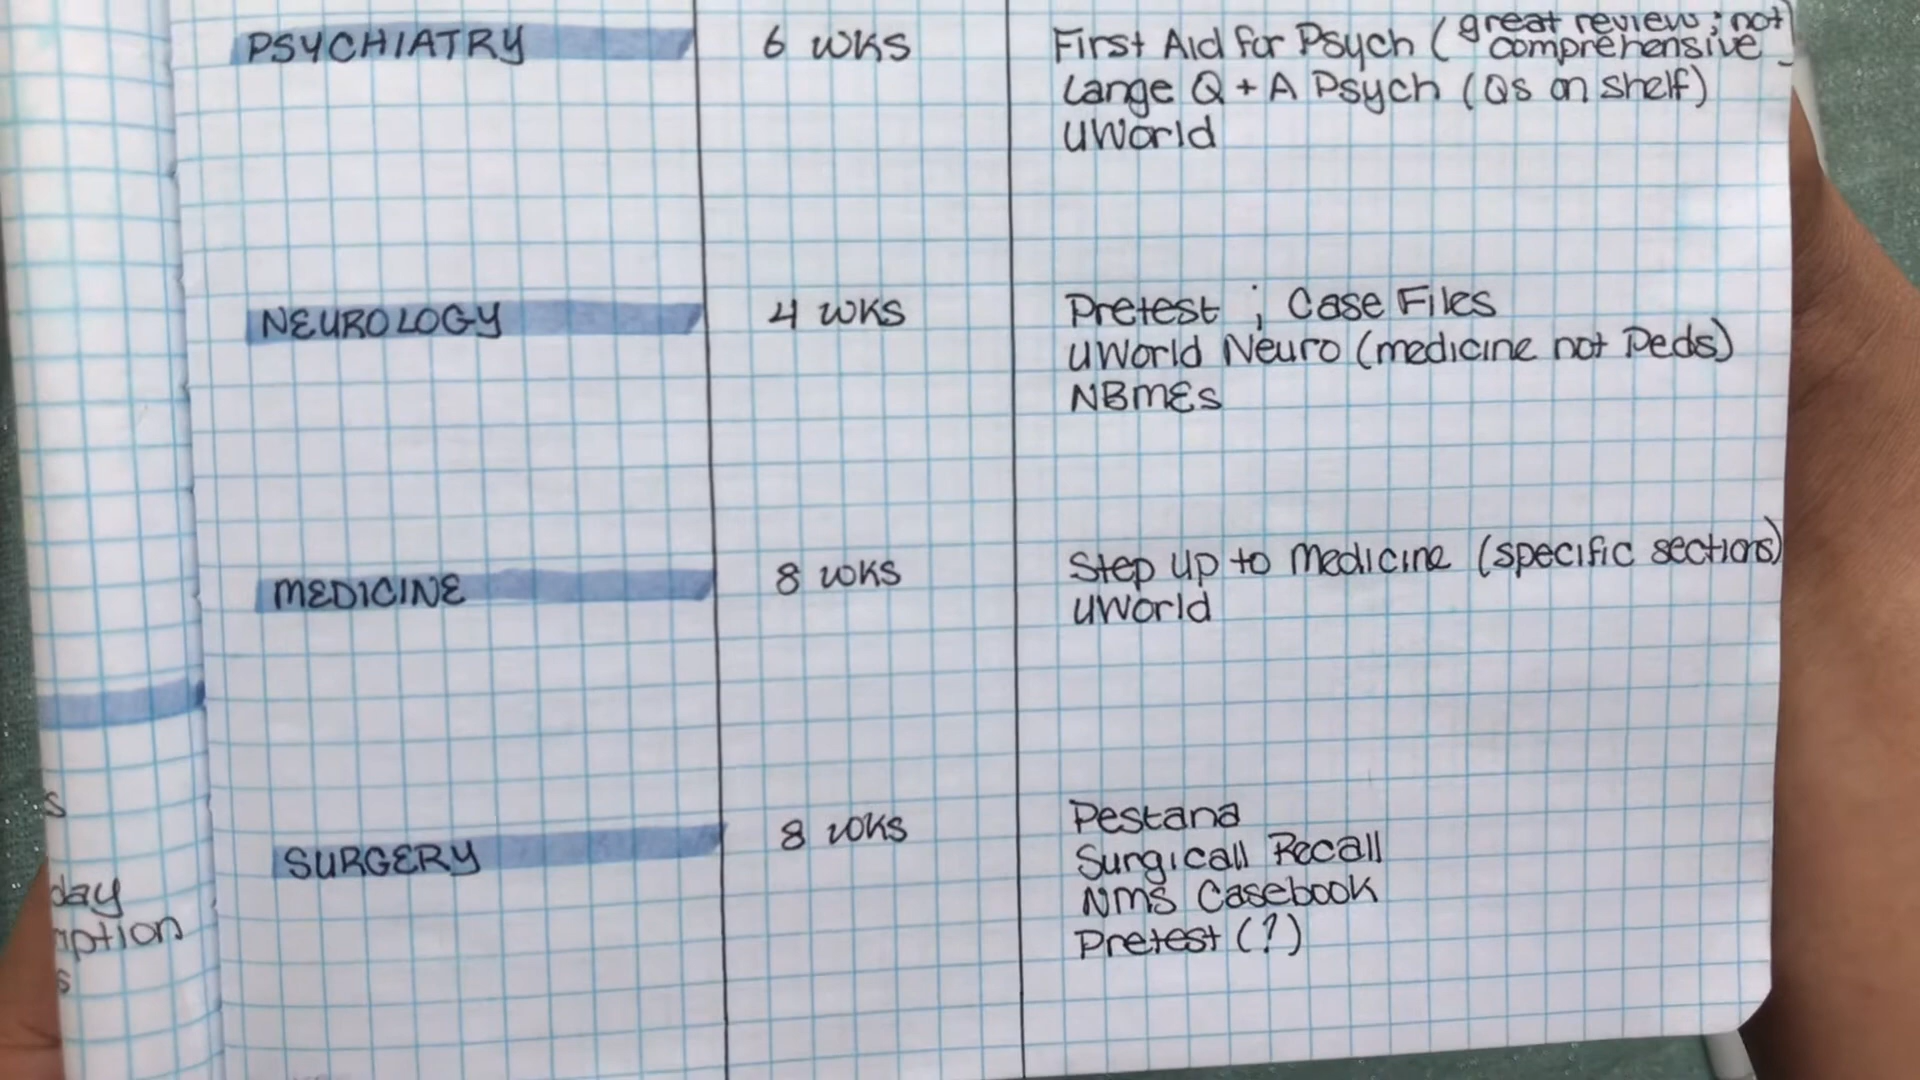 PSYCHIATRY 6 WKS First Aid for Psych (great review; not comprehensive)
Lange Q + A Psych (Qs on shelf)
UWorld
NEUROLOGY 4 WKS Pretest ; Case Files
UWorld Neuro (medicine not Peds)
NBMEs
MEDICINE 8 WKS Step Up to Medicine (specific sections)
UWorld
SURGERY 8 WKS Pestana
Surgicall Recall
NMS Casebook
Pretest (?)
s
day
ption
s